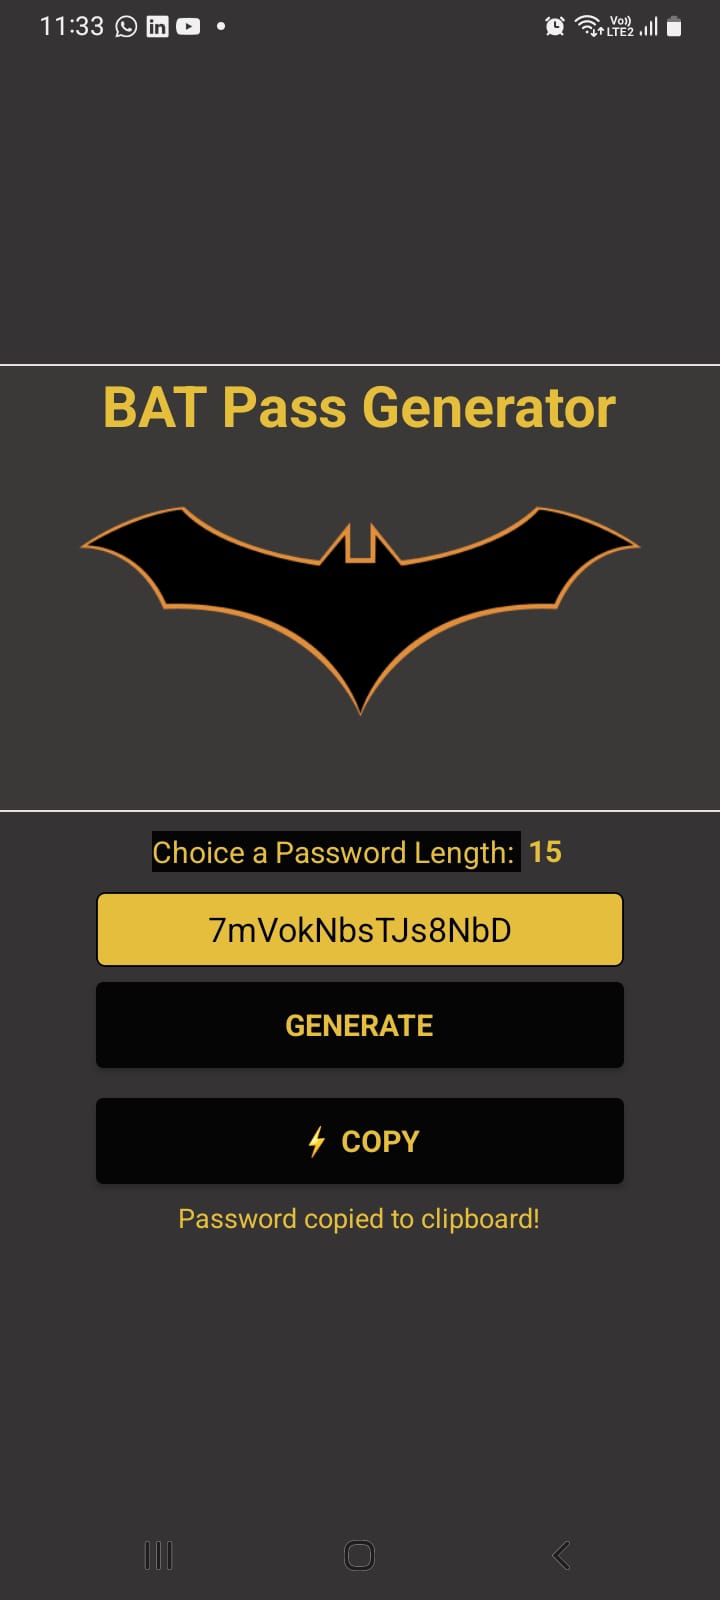 11:33 Vo)) LTE2
BAT Pass Generator
Choice a Password Length: 15
7mVokNbsTJs8NbD
GENERATE
⚡ COPY
Password copied to clipboard!